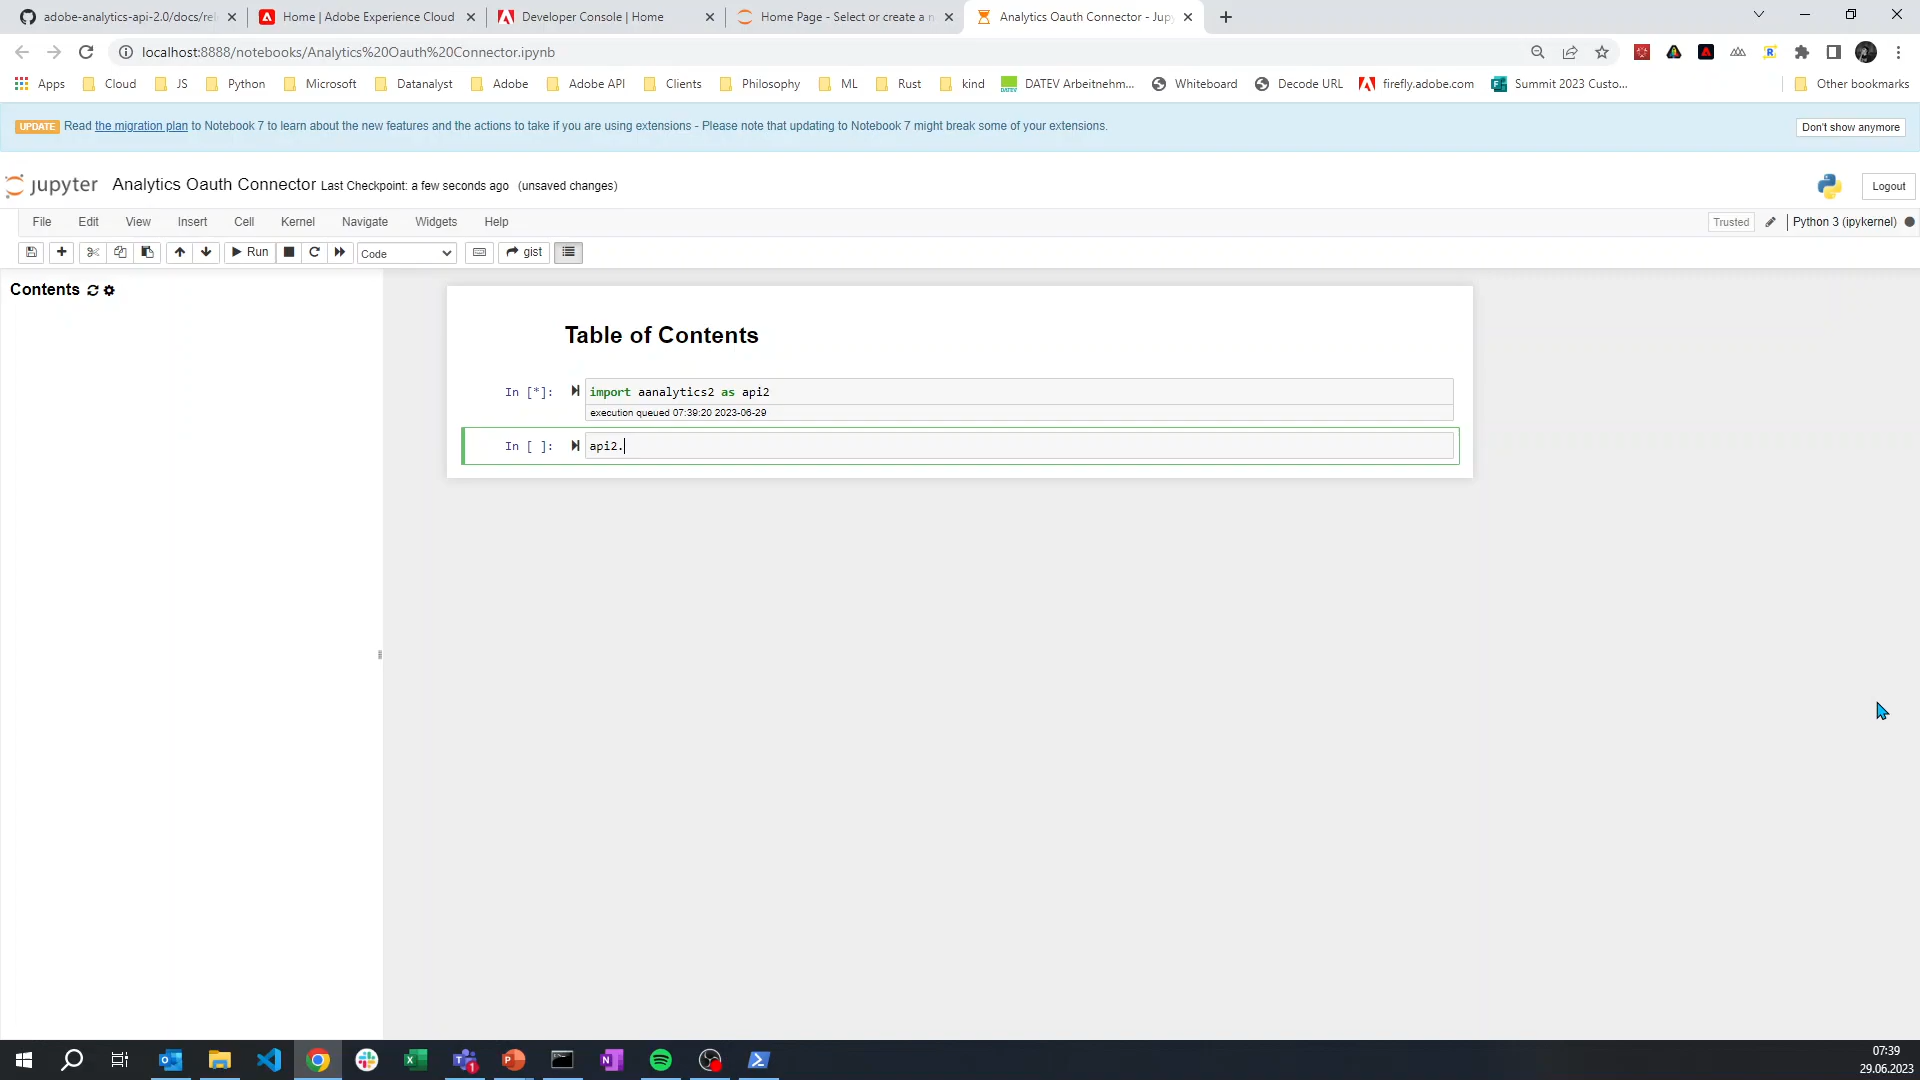 adobe-analytics-api-2.0/docs/rel
Home | Adobe Experience Cloud
Developer Console | Home
Home Page - Select or create a n
Analytics Oauth Connector - Jup
localhost:8888/notebooks/Analytics%20Oauth%20Connector.ipynb
Apps Cloud JS Python Microsoft Datanalyst Adobe Adobe API Clients Philosophy ML Rust kind DATEV Arbeitnehm... Whiteboard Decode URL firefly.adobe.com Summit 2023 Custo... Other bookmarks
UPDATE Read the migration plan to Notebook 7 to learn about the new features and the actions to take if you are using extensions - Please note that updating to Notebook 7 might break some of your extensions. Don't show anymore
jupyter Analytics Oauth Connector Last Checkpoint: a few seconds ago (unsaved changes) Logout
File Edit View Insert Cell Kernel Navigate Widgets Help Trusted Python 3 (ipykernel)
Run Code gist
Contents
Table of Contents
In [*]: import aanalytics2 as api2
execution queued 07:39:20 2023-06-29
In [ ]: api2.
07:39
29.06.2023